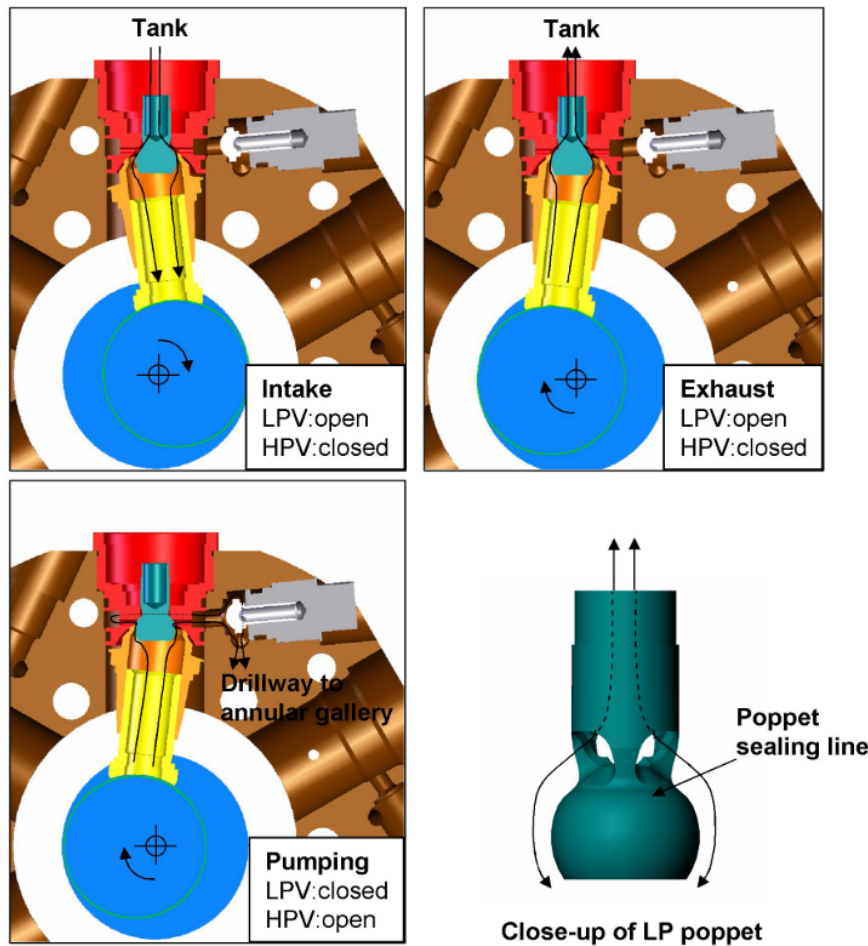 Tank
Intake
LPV:open
HPV:closed
Tank
Exhaust
LPV:open
HPV:closed
Drillway to
annular gallery
Pumping
LPV:closed
HPV:open
Poppet
sealing line
Close-up of LP poppet